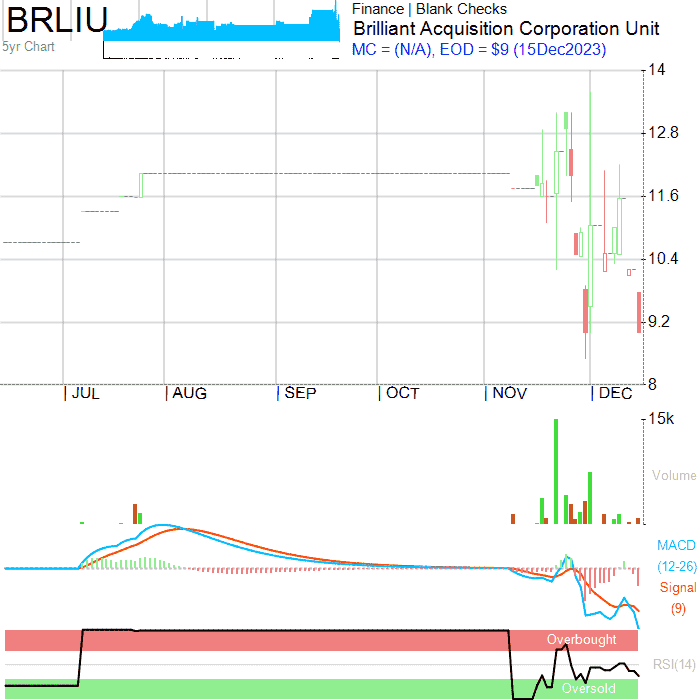 BRLIU
5yr Chart
Finance | Blank Checks
Brilliant Acquisition Corporation Unit
MC = (N/A), EOD = $9 (15Dec2023)
14
12.8
11.6
10.4
9.2
8
JUL AUG SEP OCT NOV DEC
15k
Volume
MACD
(12-26)
Signal
(9)
Overbought
RSI(14)
Oversold